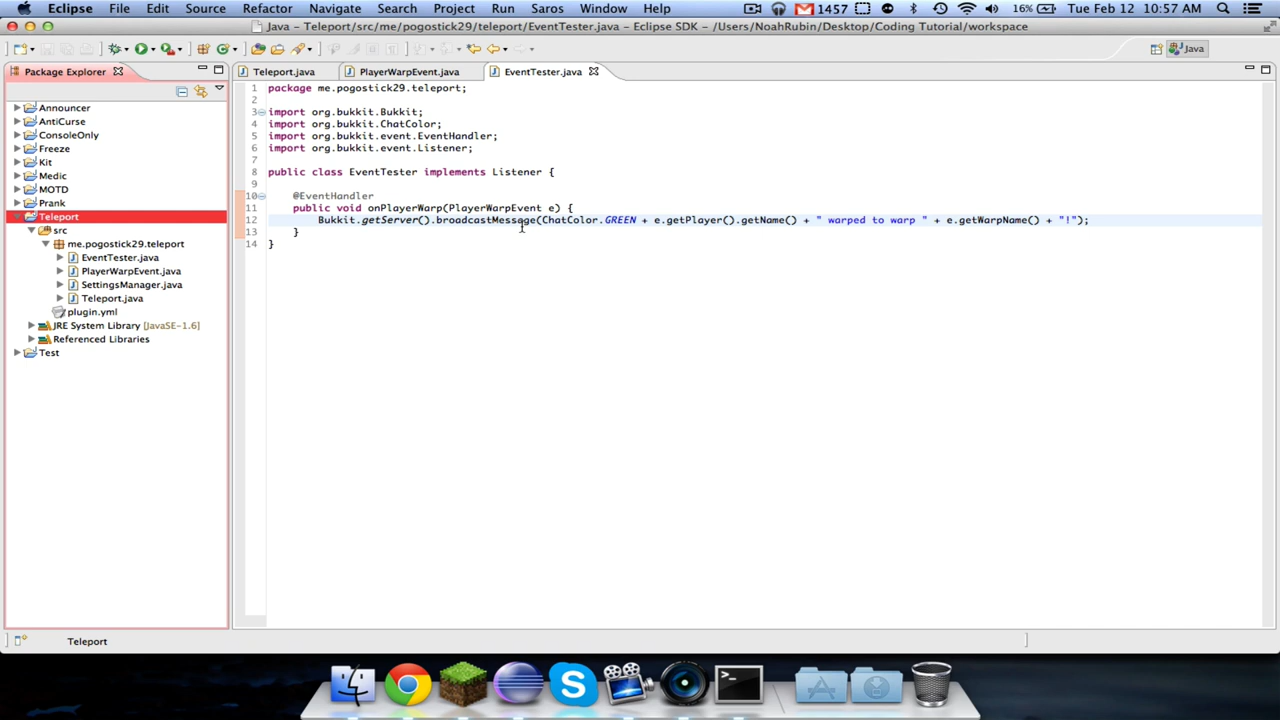 Eclipse File Edit Source Refactor Navigate Search Project Run Saros Window Help 1457 16% Tue Feb 12 10:57 AM
Java - Teleport/src/me/pogostick29/teleport/EventTester.java - Eclipse SDK - /Users/NoahRubin/Desktop/Coding Tutorial/workspace
Java
Package Explorer
Teleport.java PlayerWarpEvent.java EventTester.java
Announcer
AntiCurse
ConsoleOnly
Freeze
Kit
Medic
MOTD
Prank
Teleport
src
me.pogostick29.teleport
EventTester.java
PlayerWarpEvent.java
SettingsManager.java
Teleport.java
plugin.yml
JRE System Library [JavaSE-1.6]
Referenced Libraries
Test
1 package me.pogostick29.teleport;
2
3 import org.bukkit.Bukkit;
4 import org.bukkit.ChatColor;
5 import org.bukkit.event.EventHandler;
6 import org.bukkit.event.Listener;
7
8 public class EventTester implements Listener {
9
10 @EventHandler
11 public void onPlayerWarp(PlayerWarpEvent e) {
12 Bukkit.getServer().broadcastMessage(ChatColor.GREEN + e.getPlayer().getName() + " warped to warp " + e.getWarpName() + "!");
13 }
14 }
Teleport